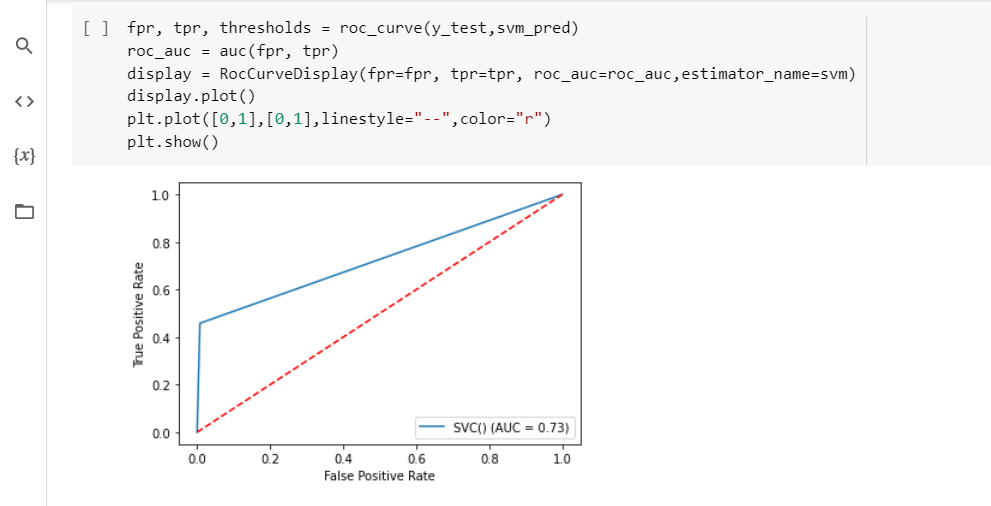 [ ] fpr, tpr, thresholds = roc_curve(y_test,svm_pred)
roc_auc = auc(fpr, tpr)
display = RocCurveDisplay(fpr=fpr, tpr=tpr, roc_auc=roc_auc,estimator_name=svm)
display.plot()
plt.plot([0,1],[0,1],linestyle="--",color="r")
plt.show()
{x}
1.0
0.8
0.6
0.4
0.2
0.0
True Positive Rate
SVC() (AUC = 0.73)
0.0 0.2 0.4 0.6 0.8 1.0
False Positive Rate